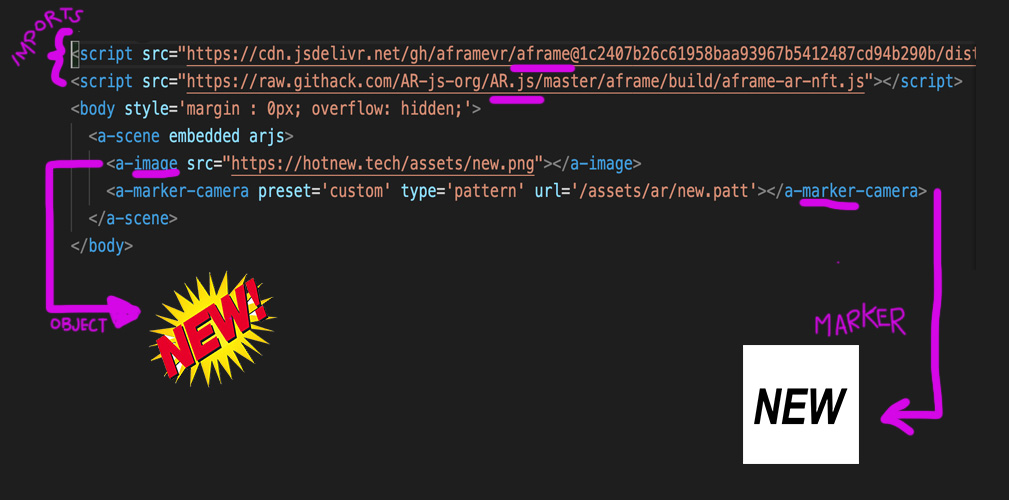 IMPORTS
<script src="https://cdn.jsdelivr.net/gh/aframevr/aframe@1c2407b26c61958baa93967b5412487cd94b290b/dist
<script src="https://raw.githack.com/AR-js-org/AR.js/master/aframe/build/aframe-ar-nft.js"></script>
<body style='margin : 0px; overflow: hidden;'>
<a-scene embedded arjs>
<a-image src="https://hotnew.tech/assets/new.png"></a-image>
<a-marker-camera preset='custom' type='pattern' url='/assets/ar/new.patt'></a-marker-camera>
</a-scene>
</body>
NEW!
OBJECT
MARKER
NEW